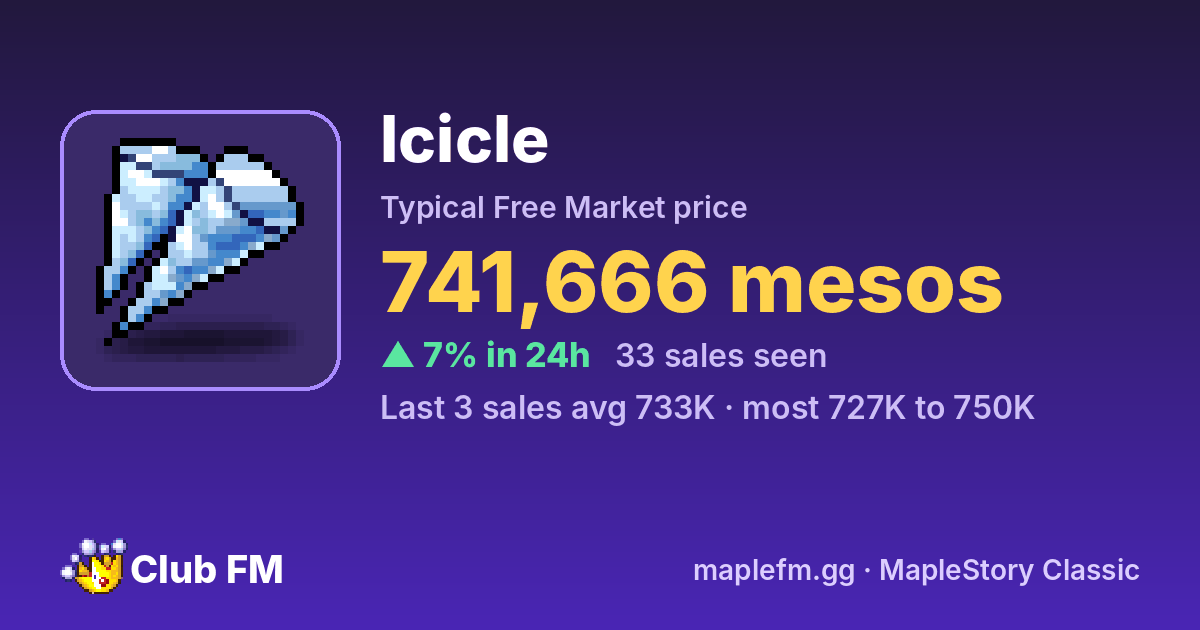 Icicle
Typical Free Market price
741,666 mesos
▲ 7% in 24h 33 sales seen
Last 3 sales avg 733K · most 727K to 750K
Club FM
maplefm.gg · MapleStory Classic